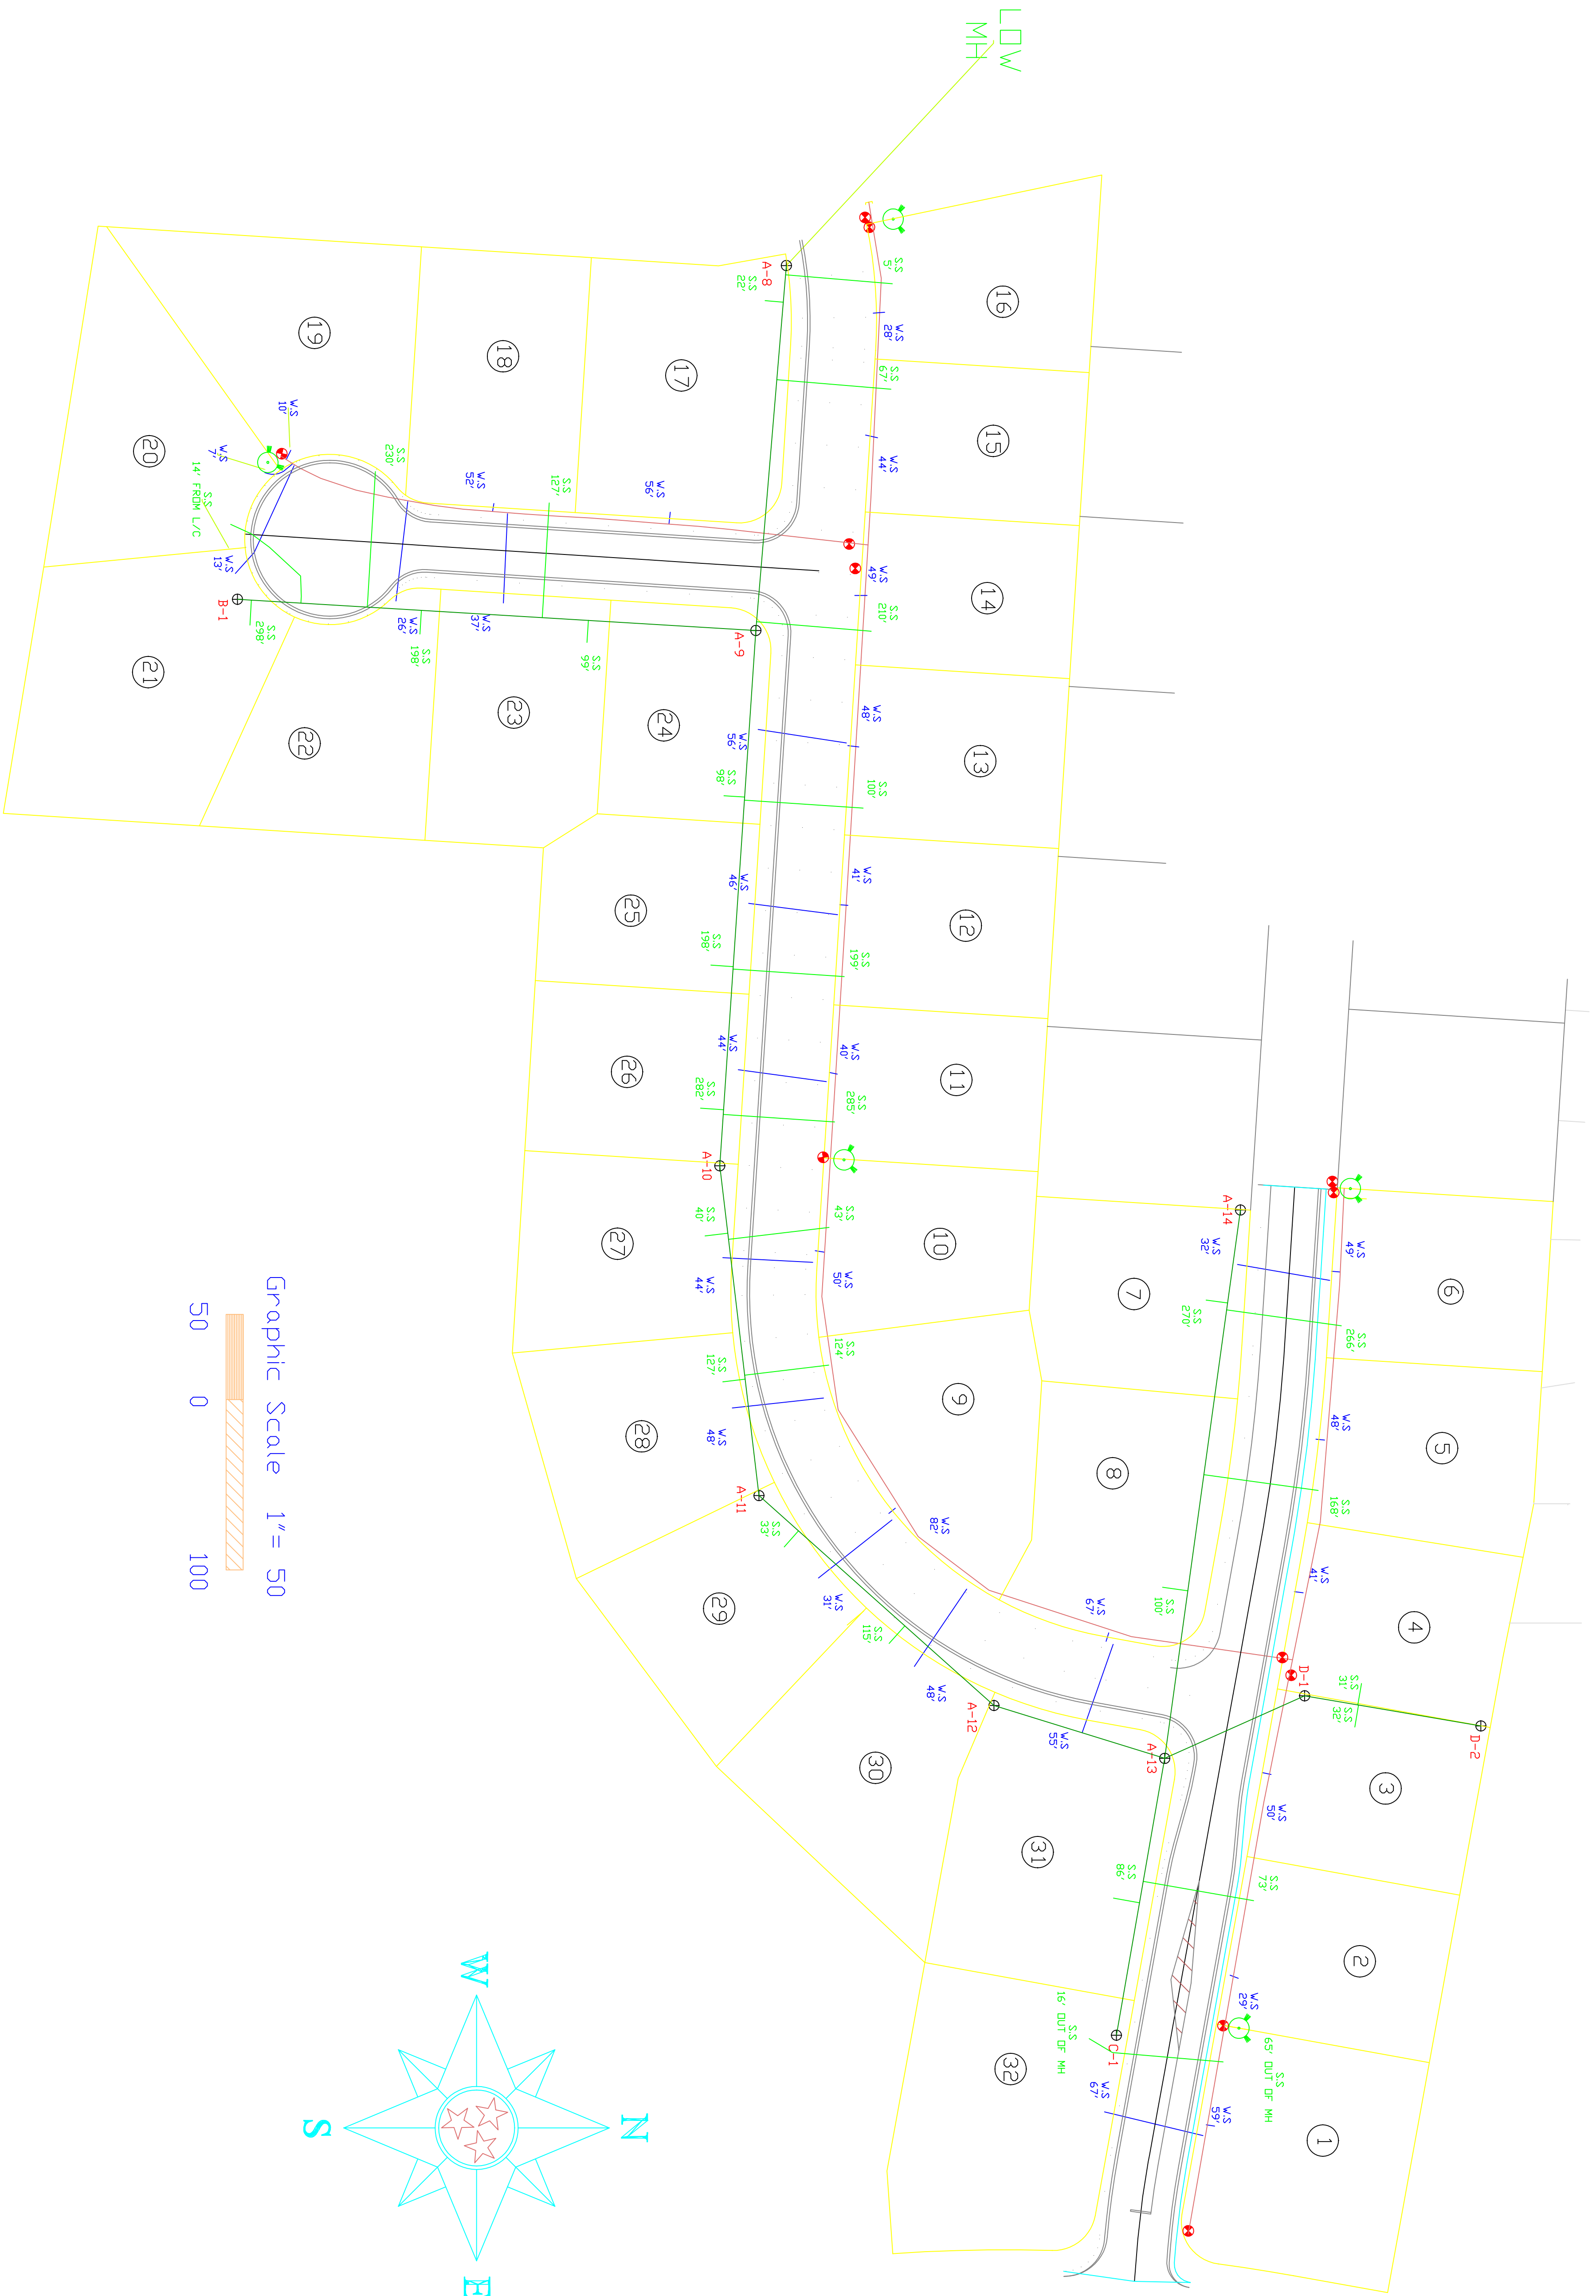 LOW
MH
16
S.S
5'
W.S
28'
S.S
67'
15
W.S
44'
14
W.S
49'
S.S
210'
13
W.S
48'
S.S
100'
12
W.S
41'
S.S
199'
11
W.S
40'
S.S
285'
10
S.S
43'
W.S
50'
S.S
124'
9
W.S
82'
W.S
67'
A-8
S.S
22'
17
18
19
20
W.S
10'
W.S
7'
S.S
14' FROM L/C
W.S
13'
S.S
230'
W.S
52'
S.S
127'
W.S
56'
B-1
S.S
298'
W.S
26'
S.S
198'
W.S
37'
S.S
99'
A-9
21
22
23
24
W.S
56'
S.S
98'
25
W.S
46'
S.S
198'
26
W.S
44'
S.S
282'
A-10
27
S.S
40'
W.S
44'
S.S
127'
28
W.S
48'
A-11
S.S
33'
29
W.S
31'
S.S
115'
W.S
48'
A-12
30
W.S
55'
A-13
A-14
W.S
32'
7
S.S
270'
8
S.S
100'
6
W.S
49'
S.S
266'
5
W.S
48'
S.S
168'
4
W.S
41'
D-1
S.S
31'
S.S
32'
D-2
3
W.S
50'
S.S
73'
2
W.S
29'
S.S
65' OUT OF MH
W.S
59'
1
31
S.S
86'
S.S
16' OUT OF MH
C-1
W.S
67'
32
Graphic Scale 1"= 50
50 0 100
N
W E
S